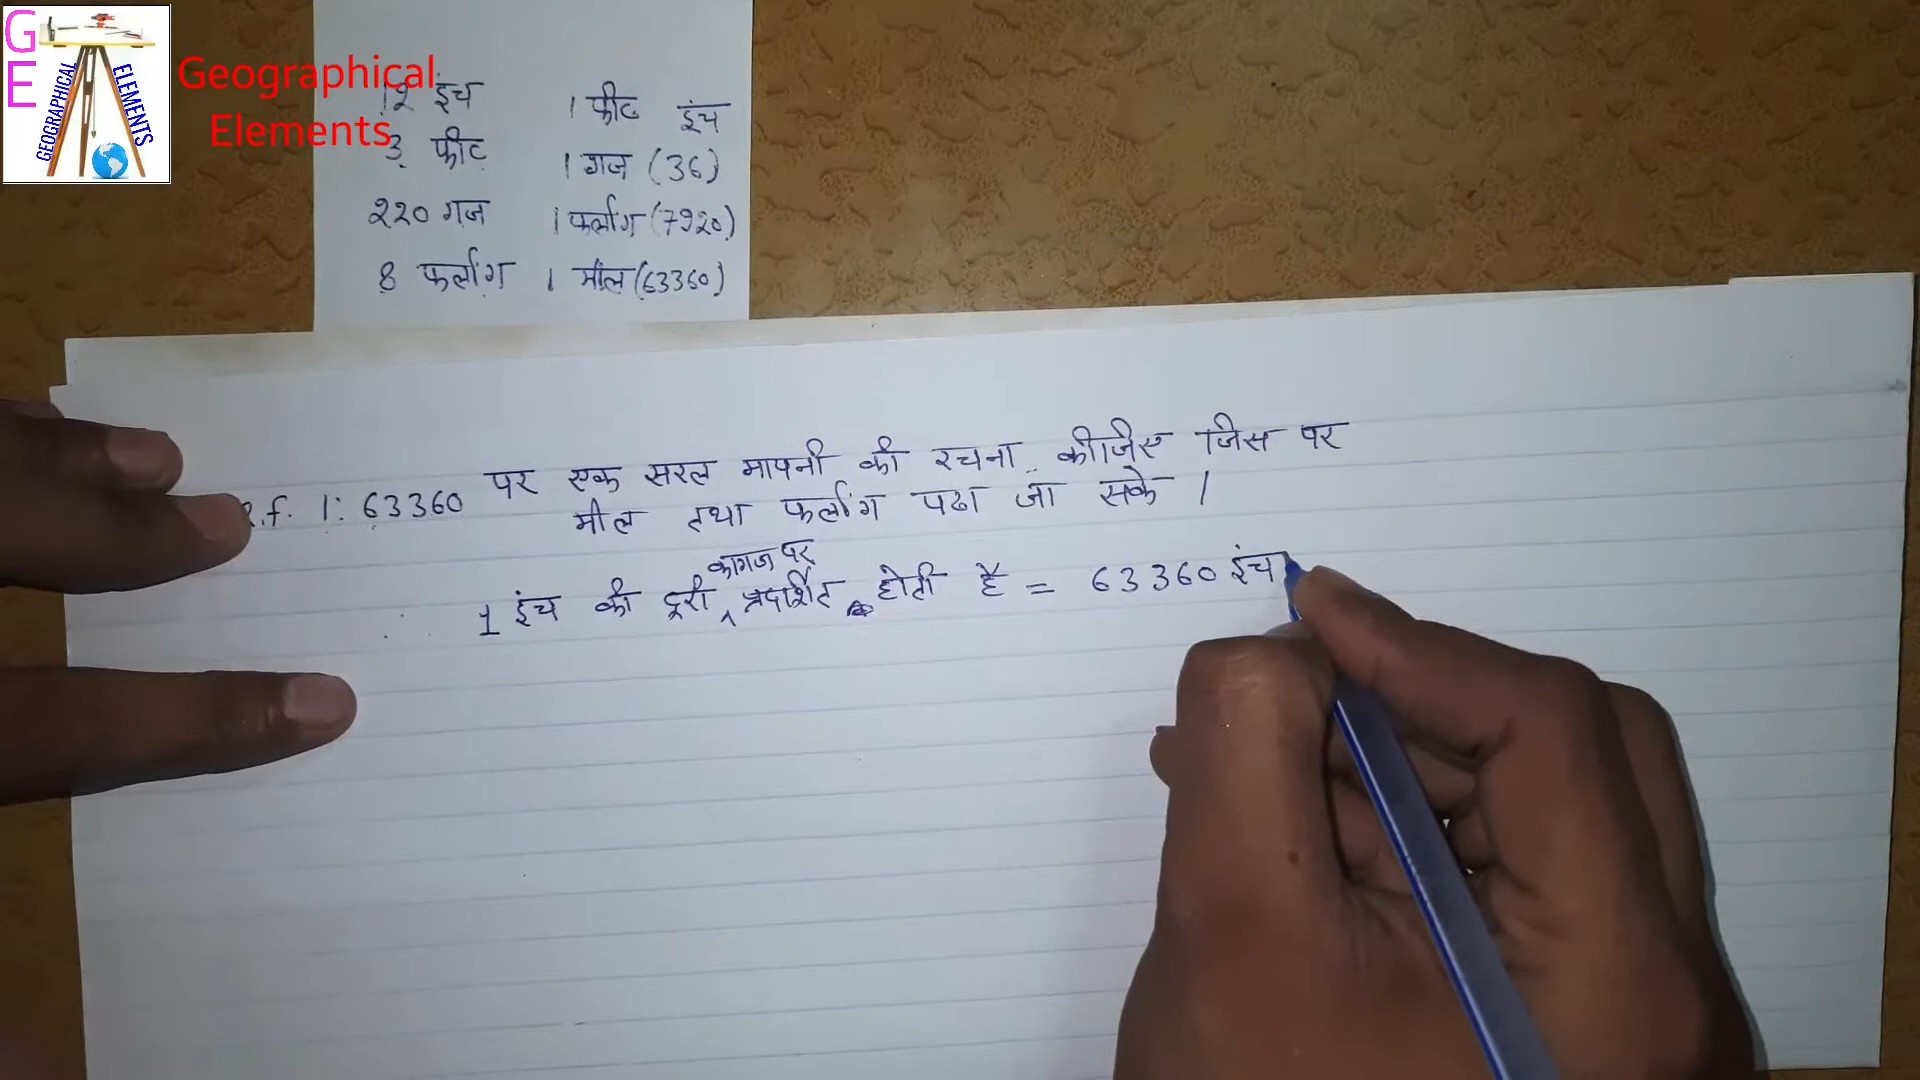 G
E
GEOGRAPHICAL
ELEMENTS
Geographical
Elements
12 इंच 1 फीट इंच
3 फीट 1 गज (36)
220 गज 1 फर्लांग (7920)
8 फर्लांग 1 मील (63360)
R.f. 1: 63360 पर एक सरल मापनी की रचना कीजिए जिस पर
मील तथा फर्लांग पढा जा सके ।
कागज पर
1 इंच की दूरी प्रदर्शित होती है = 63360 इंच